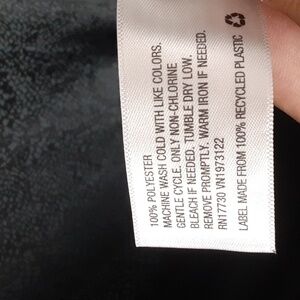 100% POLYESTER
MACHINE WASH COLD WITH LIKE COLORS.
GENTLE CYCLE. ONLY NON-CHLORINE
BLEACH IF NEEDED. TUMBLE DRY LOW.
REMOVE PROMPTLY. WARM IRON IF NEEDED.
RN17730 VN1973122
LABEL MADE FROM 100% RECYCLED PLASTIC